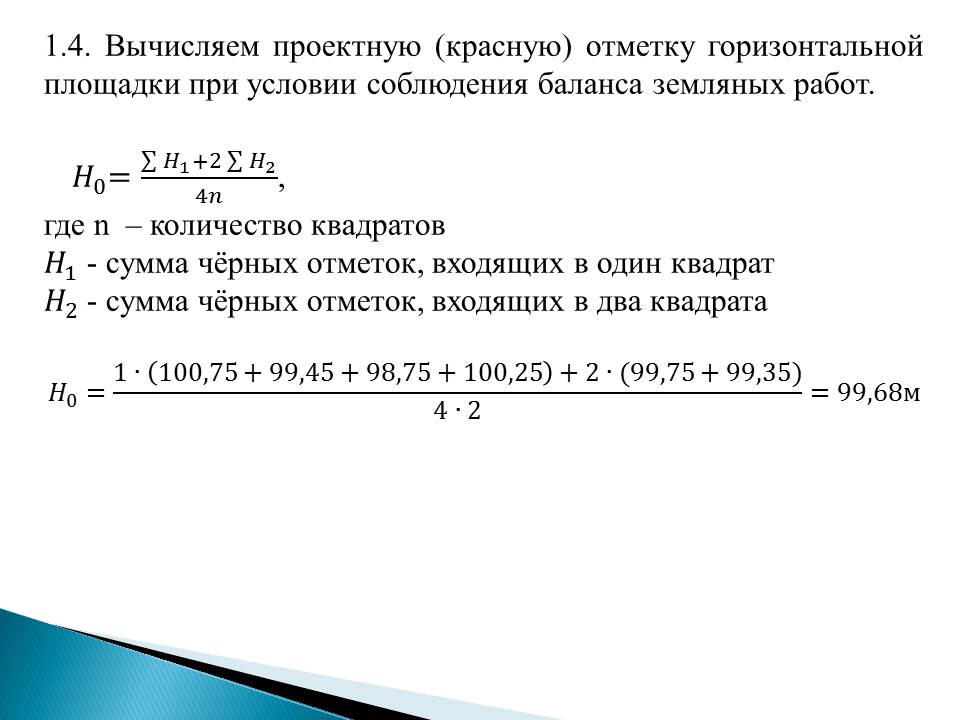 1.4. Вычисляем проектную (красную) отметку горизонтальной
площадки при условии соблюдения баланса земляных работ.
𝐻₀= (∑ 𝐻₁+2 ∑ 𝐻₂)/4𝑛,
где n – количество квадратов
𝐻₁ - сумма чёрных отметок, входящих в один квадрат
𝐻₂ - сумма чёрных отметок, входящих в два квадрата
𝐻₀ = (1 ∙ (100,75 + 99,45 + 98,75 + 100,25) + 2 ∙ (99,75 + 99,35))/(4 ∙ 2) = 99,68м